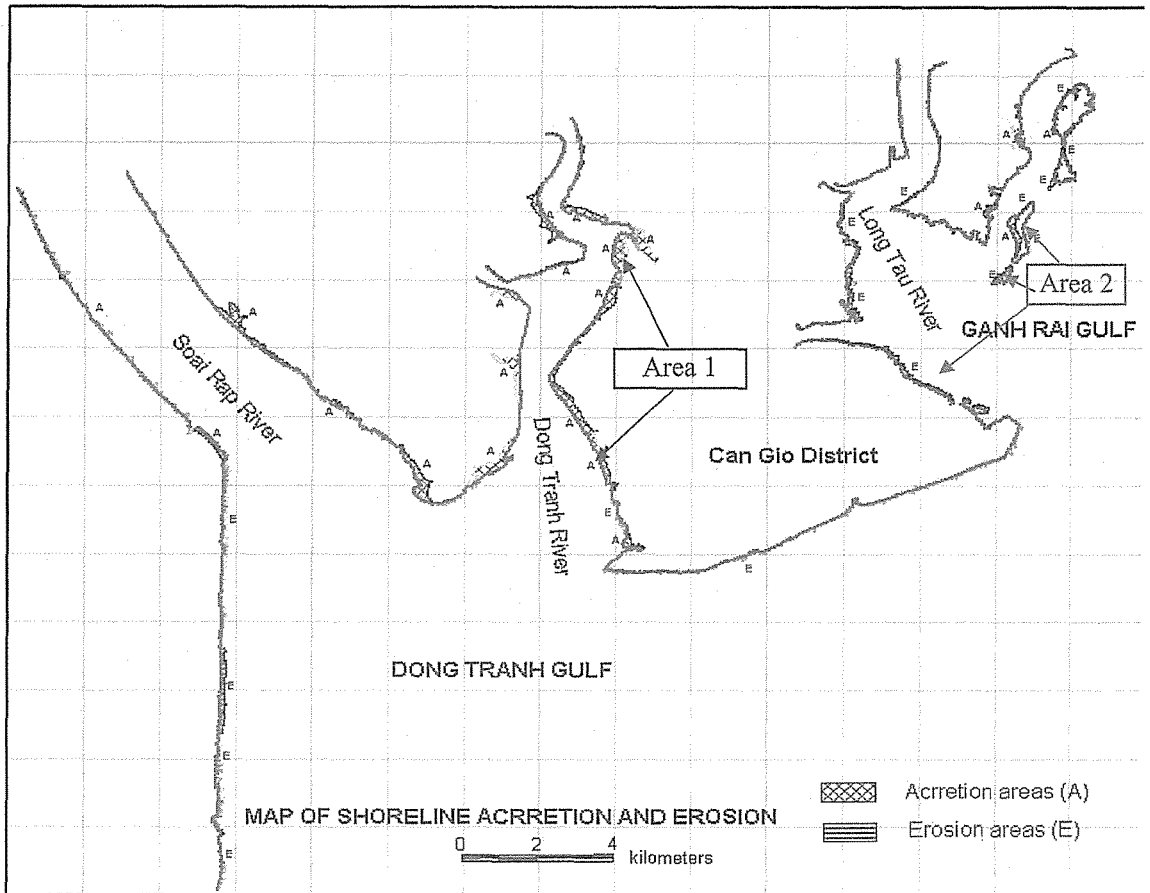 Soai Rap River
Dong Tranh River
Long Tau River
Area 1
Area 2
GANH RAI GULF
Can Gio District
DONG TRANH GULF
MAP OF SHORELINE ACRRETION AND EROSION
0 2 4
kilometers
Acrretion areas (A)
Erosion areas (E)